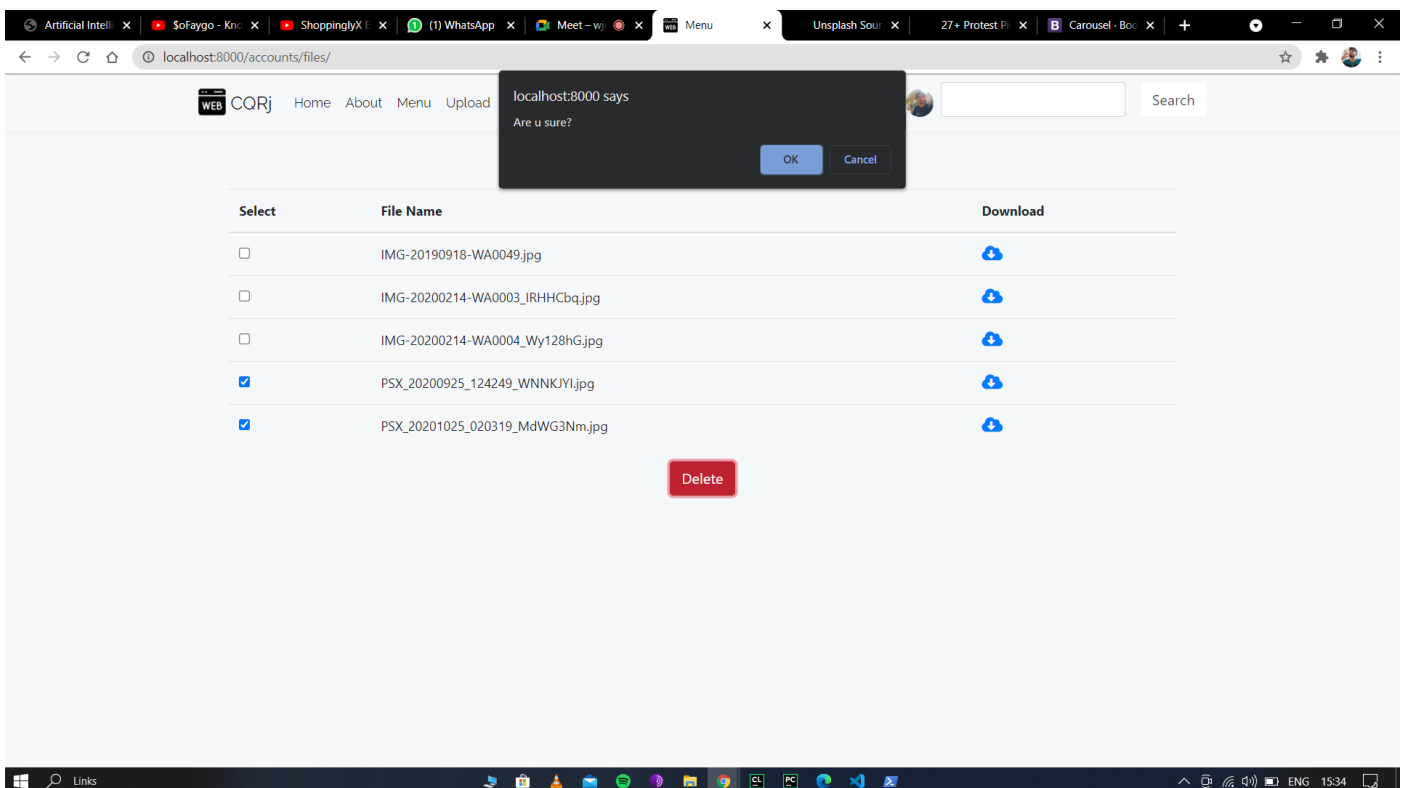 Artificial Intelli
$oFaygo - Kno
ShoppinglyX E
(1) WhatsApp
Meet – wji
Menu
Unsplash Sour
27+ Protest Pi
B Carousel · Boo
localhost:8000/accounts/files/
WEB CQRj Home About Menu Upload
Search
localhost:8000 says
Are u sure?
OK Cancel
Select File Name Download
IMG-20190918-WA0049.jpg
IMG-20200214-WA0003_IRHHCbq.jpg
IMG-20200214-WA0004_Wy128hG.jpg
PSX_20200925_124249_WNNKJYI.jpg
PSX_20201025_020319_MdWG3Nm.jpg
Delete
Links CL PC ENG 15:34